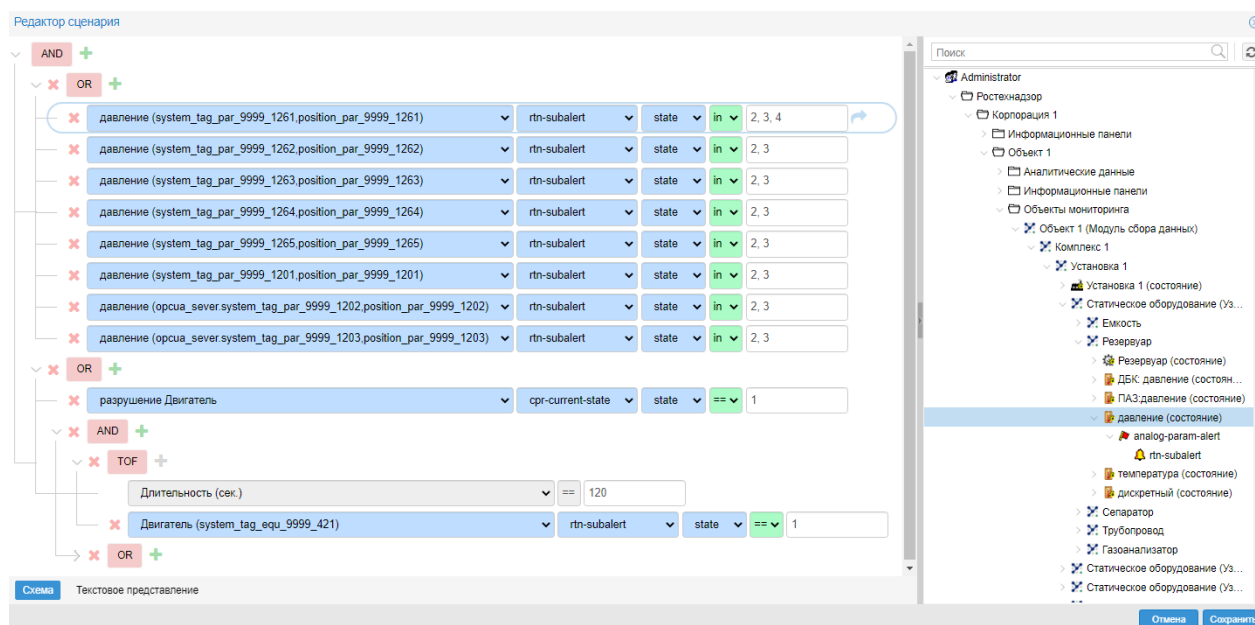 Редактор сценария
AND
OR
давление (system_tag_par_9999_1261,position_par_9999_1261) rtn-subalert state in 2, 3, 4
давление (system_tag_par_9999_1262,position_par_9999_1262) rtn-subalert state in 2, 3
давление (system_tag_par_9999_1263,position_par_9999_1263) rtn-subalert state in 2, 3
давление (system_tag_par_9999_1264,position_par_9999_1264) rtn-subalert state in 2, 3
давление (system_tag_par_9999_1265,position_par_9999_1265) rtn-subalert state in 2, 3
давление (system_tag_par_9999_1201,position_par_9999_1201) rtn-subalert state in 2, 3
давление (opcua_sever.system_tag_par_9999_1202,position_par_9999_1202) rtn-subalert state in 2, 3
давление (opcua_sever.system_tag_par_9999_1203,position_par_9999_1203) rtn-subalert state in 2, 3
OR
разрушение Двигатель cpr-current-state state == 1
AND
TOF
Длительность (сек.) == 120
Двигатель (system_tag_equ_9999_421) rtn-subalert state == 1
OR
Схема Текстовое представление
Поиск
Administrator
Ростехнадзор
Корпорация 1
Информационные панели
Объект 1
Аналитические данные
Информационные панели
Объекты мониторинга
Объект 1 (Модуль сбора данных)
Комплекс 1
Установка 1
Установка 1 (состояние)
Статическое оборудование (Уз...
Емкость
Резервуар
Резервуар (состояние)
ДБК: давление (состоян...
ПАЗ:давление (состояние)
давление (состояние)
analog-param-alert
rtn-subalert
температура (состояние)
дискретный (состояние)
Сепаратор
Трубопровод
Газоанализатор
Статическое оборудование (Уз...
Статическое оборудование (Уз...
Отмена Сохранить